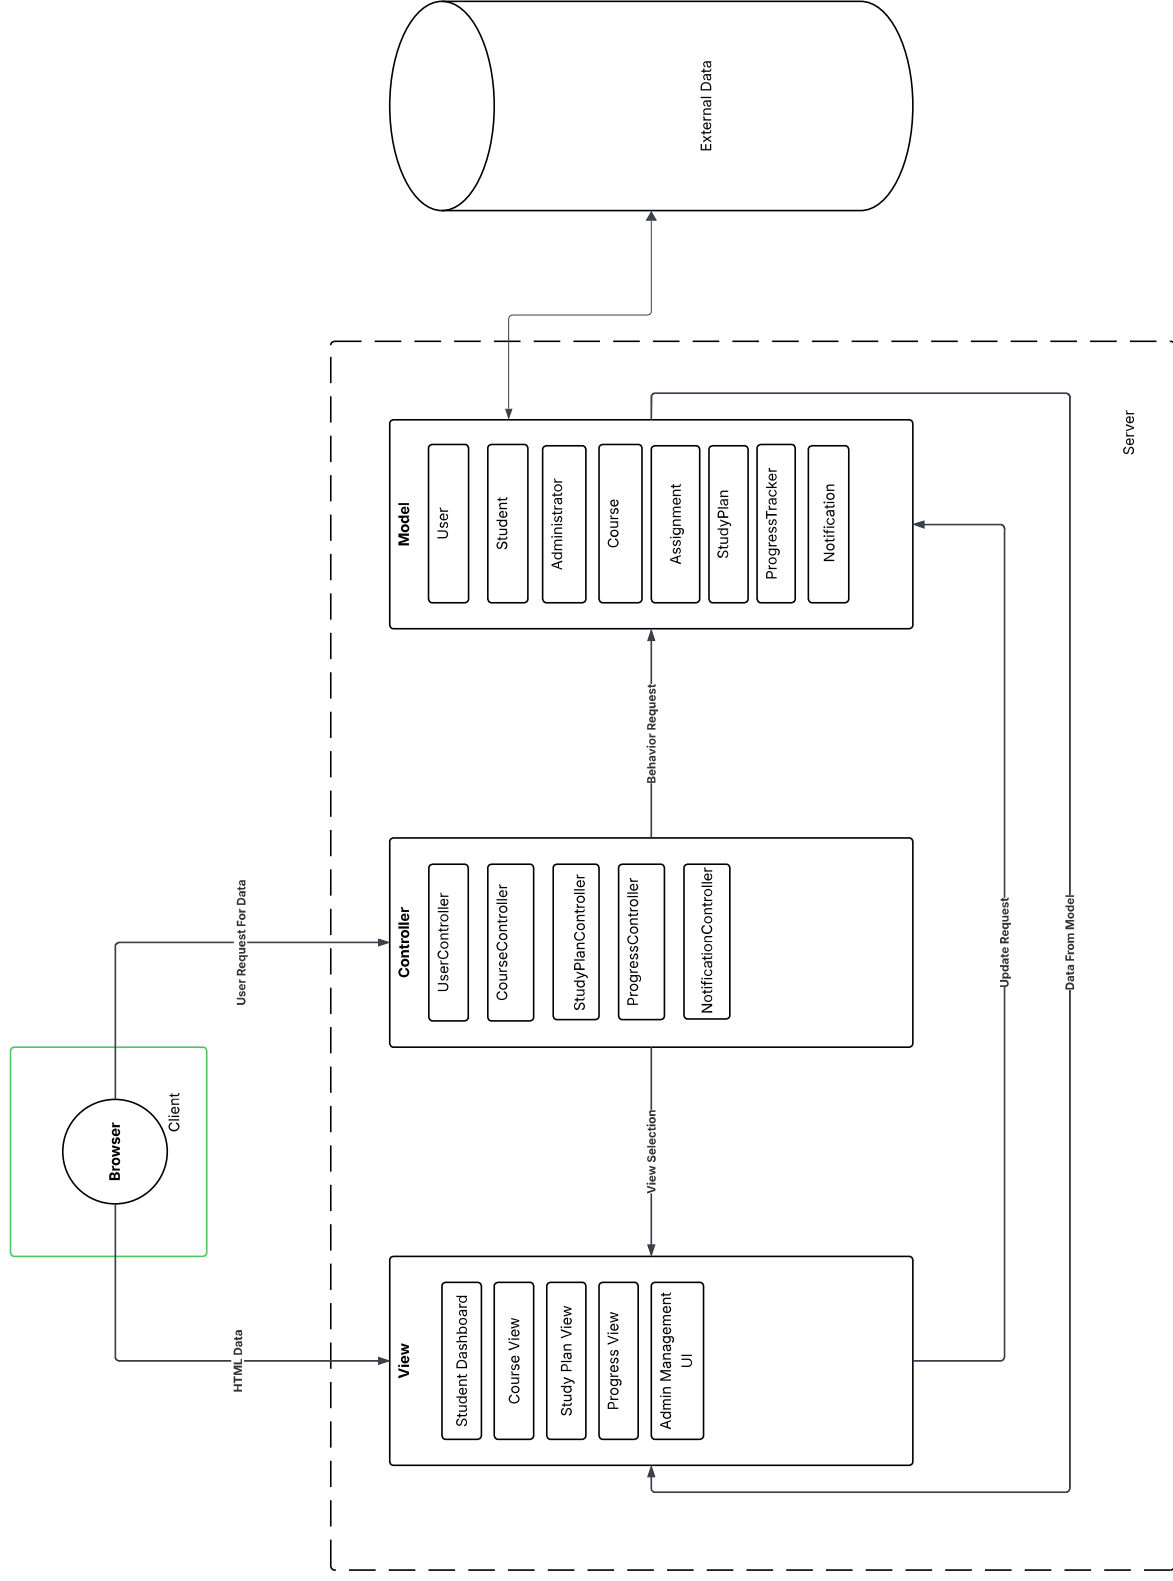 Browser
Client
HTML Data
User Request For Data
View
Student Dashboard
Course View
Study Plan View
Progress View
Admin Management
UI
View Selection
Controller
UserController
CourseController
StudyPlanController
ProgressController
NotificationController
Behavior Request
Model
User
Student
Administrator
Course
Assignment
StudyPlan
ProgressTracker
Notification
External Data
Update Request
Data From Model
Server